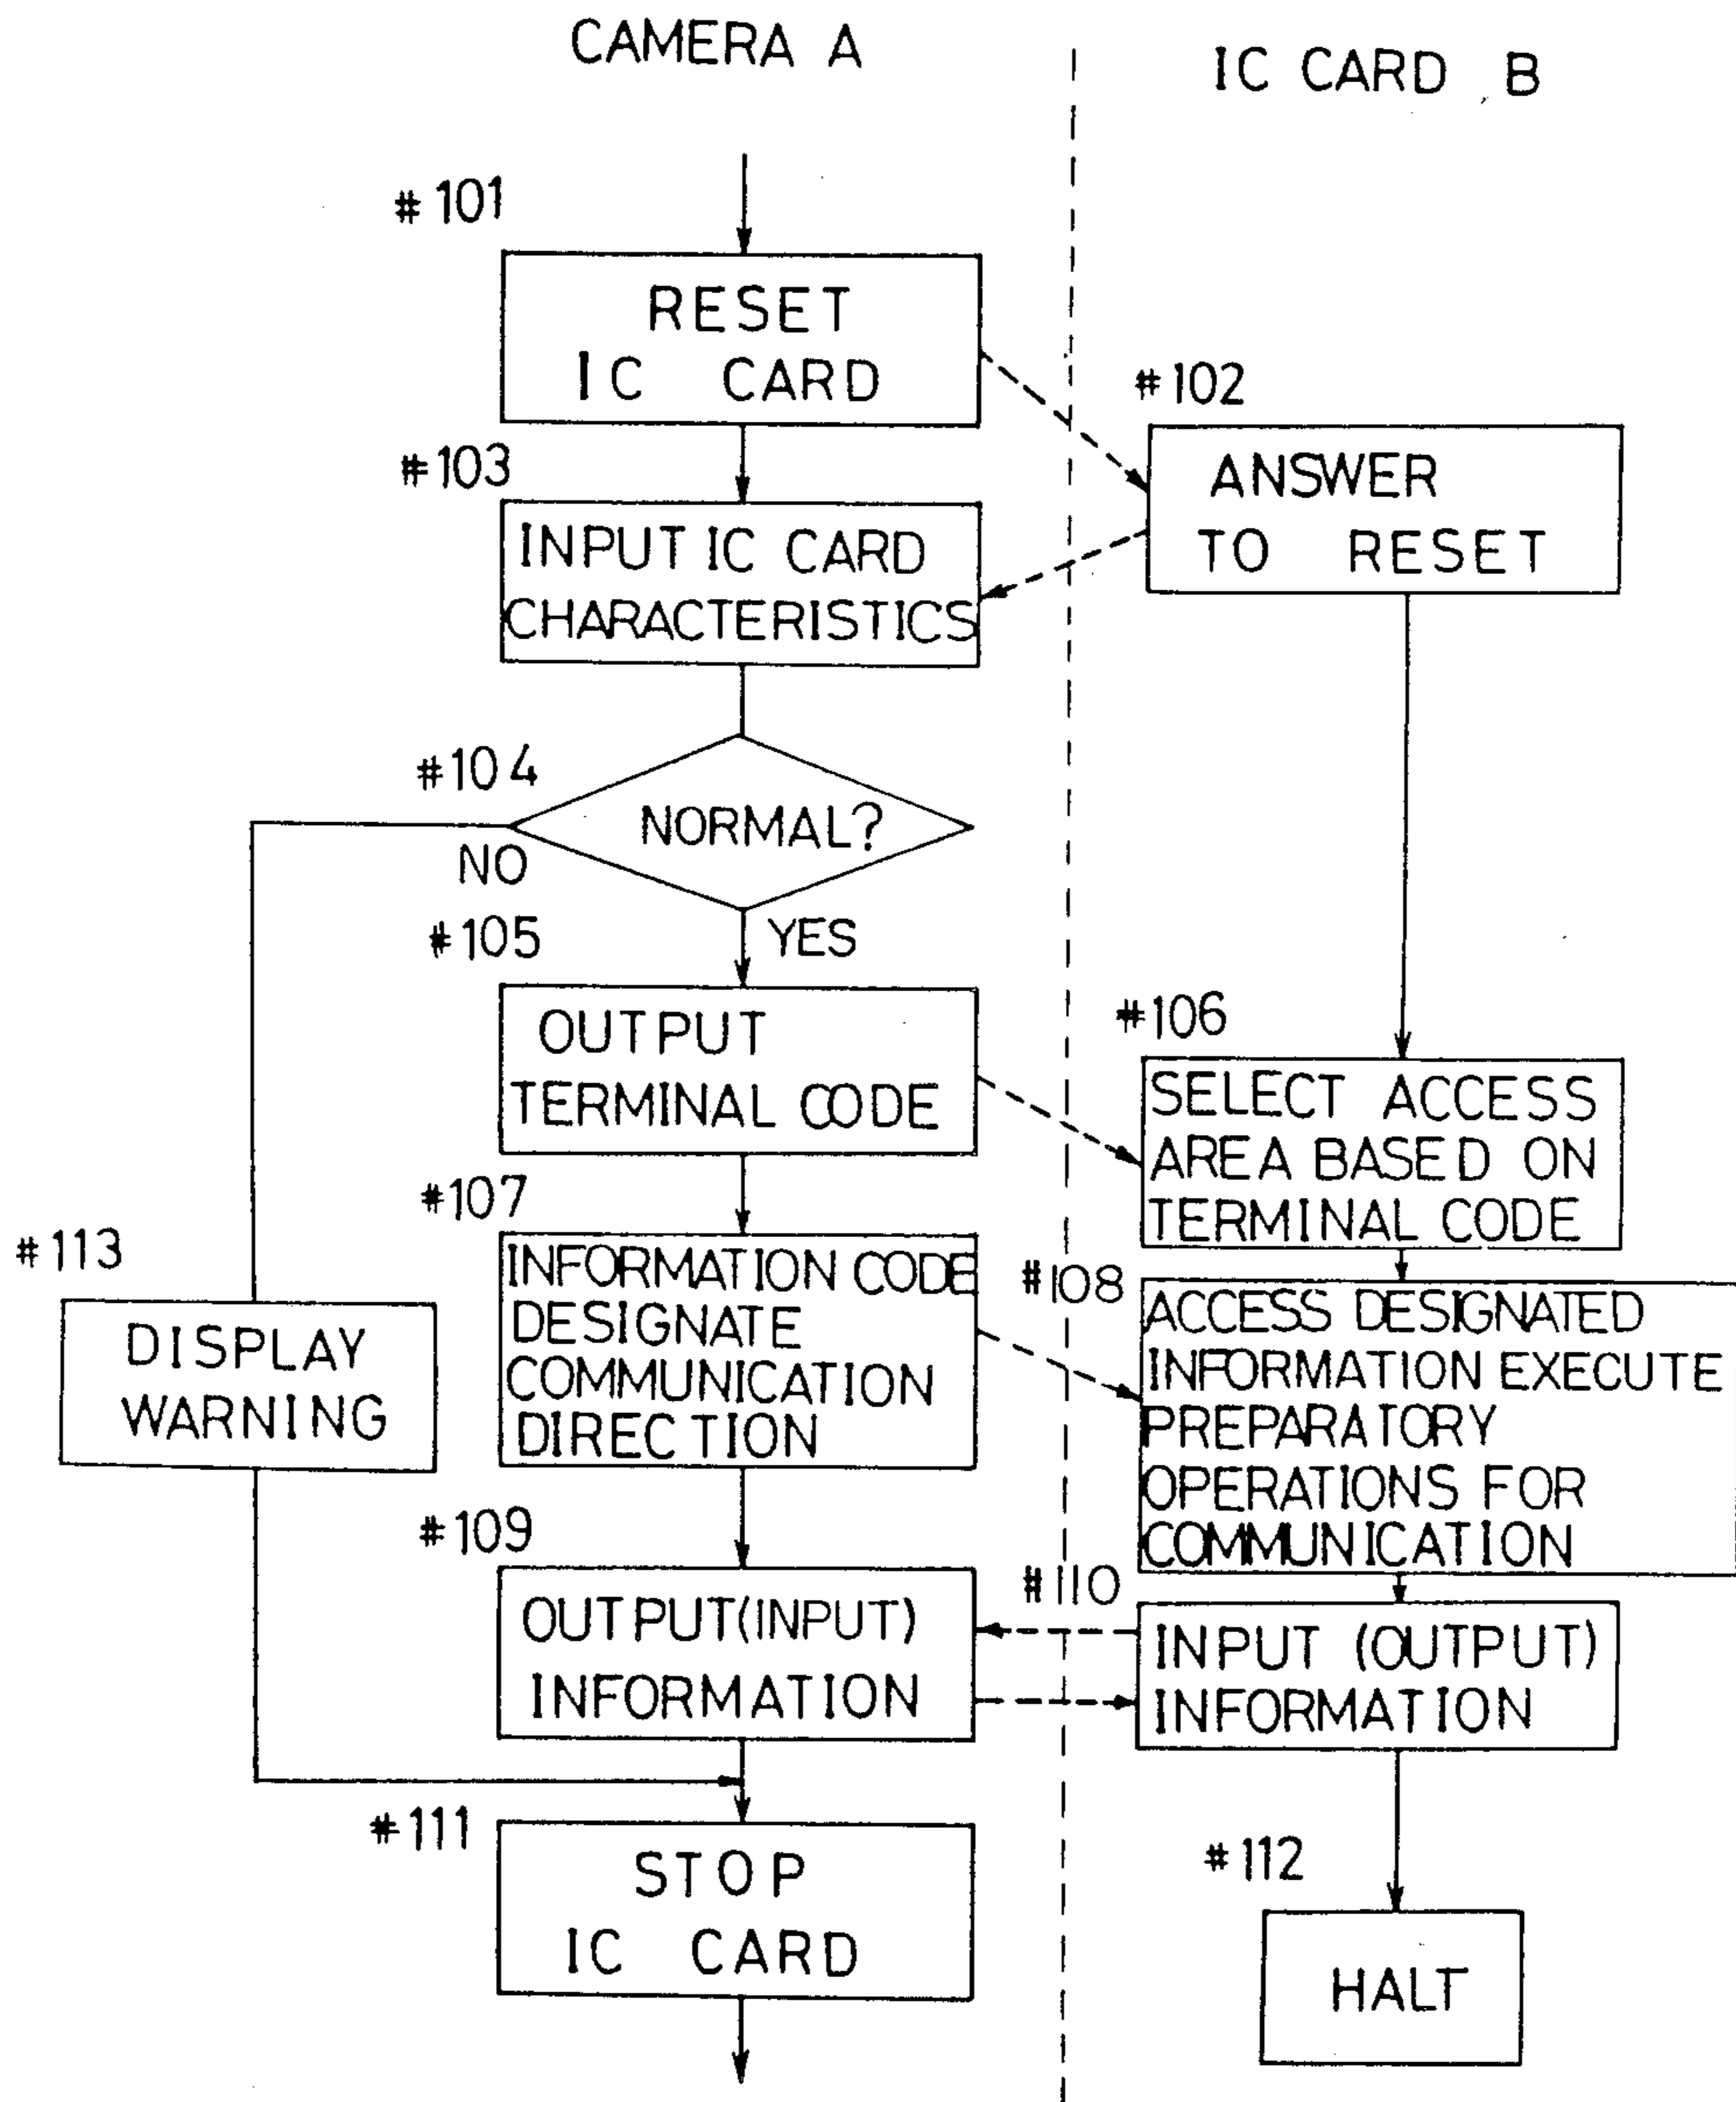 CAMERA A
IC CARD B
#101
RESET
IC CARD
#102
ANSWER
TO RESET
#103
INPUT IC CARD
CHARACTERISTICS
#104
NORMAL?
NO
YES
#105
OUTPUT
TERMINAL CODE
#106
SELECT ACCESS
AREA BASED ON
TERMINAL CODE
#107
INFORMATION CODE
DESIGNATE
COMMUNICATION
DIRECTION
#108
ACCESS DESIGNATED
INFORMATION EXECUTE
PREPARATORY
OPERATIONS FOR
COMMUNICATION
#113
DISPLAY
WARNING
#109
OUTPUT(INPUT)
INFORMATION
#110
INPUT (OUTPUT)
INFORMATION
#111
STOP
IC CARD
#112
HALT